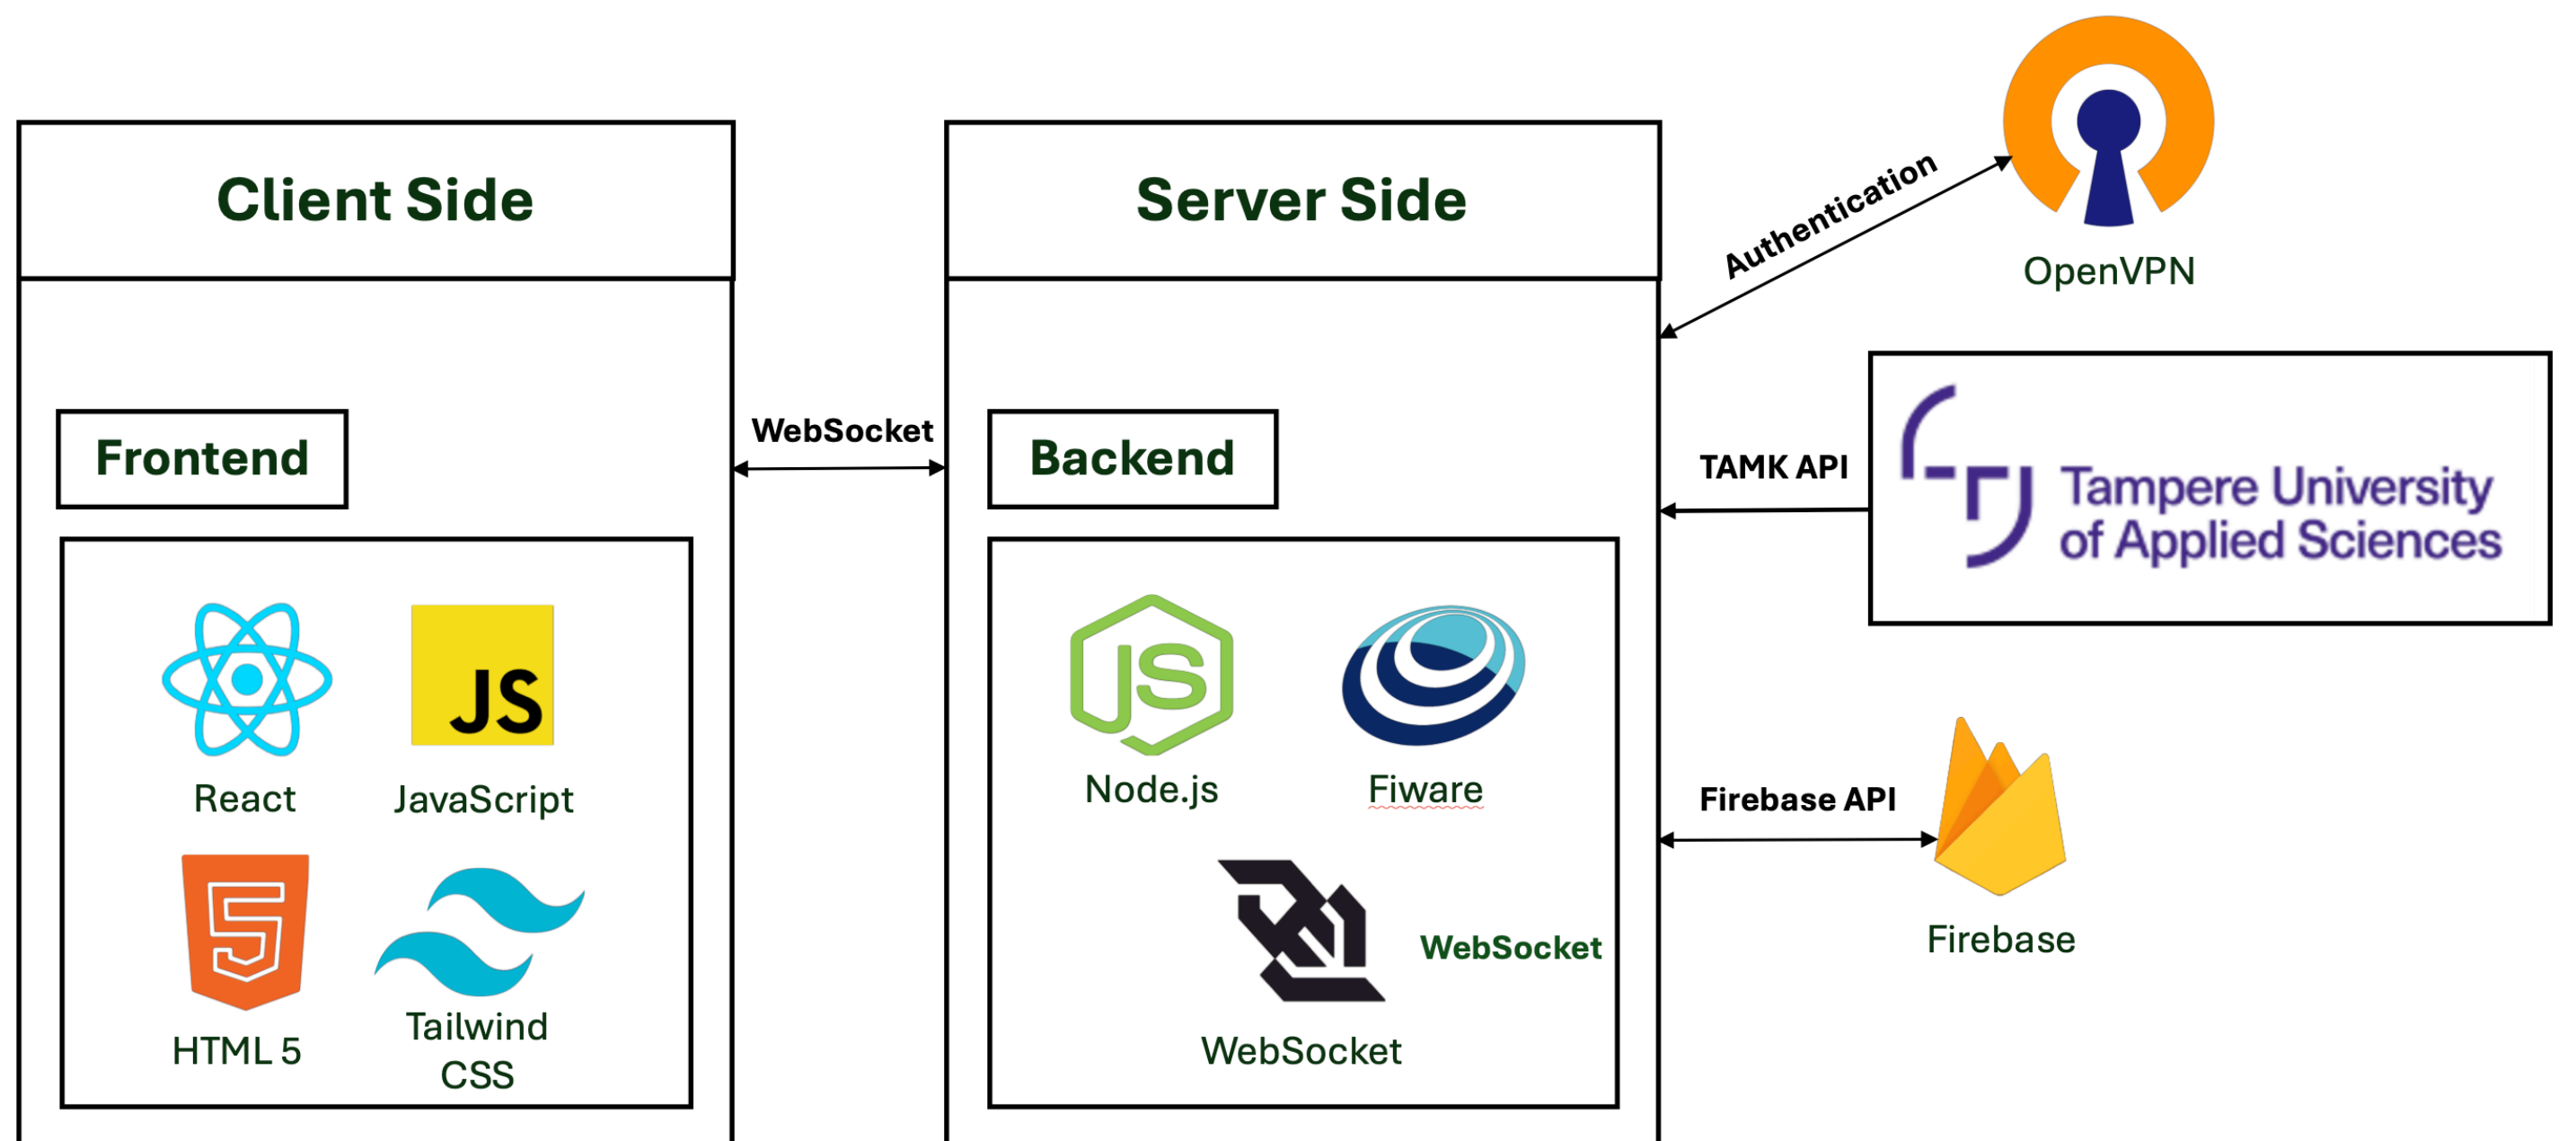 Client Side
Frontend
React
JavaScript
JS
HTML 5
5
Tailwind
CSS
WebSocket
Server Side
Backend
JS
Node.js
Fiware
WebSocket
WebSocket
Authentication
OpenVPN
TAMK API
Tampere University
of Applied Sciences
Firebase API
Firebase